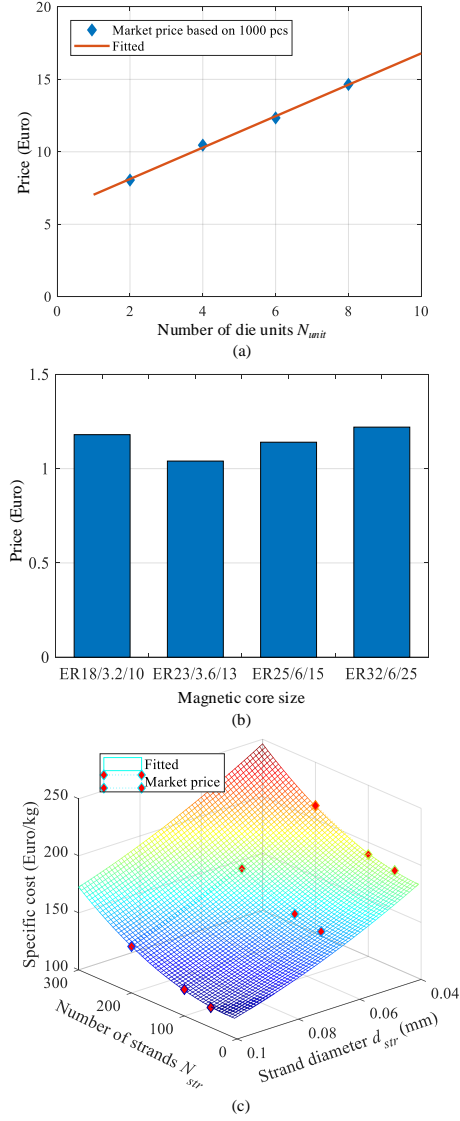 20
Market price based on 1000 pcs
Fitted
15
10
5
0
Price (Euro)
0 2 4 6 8 10
Number of die units N_unit
(a)
1.5
1
0.5
0
Price (Euro)
ER18/3.2/10 ER23/3.6/13 ER25/6/15 ER32/6/25
Magnetic core size
(b)
Fitted
Market price
250
200
150
100
Specific cost (Euro/kg)
300
200
100
0
Number of strands N_str
0.04
0.06
0.08
0.1
Strand diameter d_str (mm)
(c)